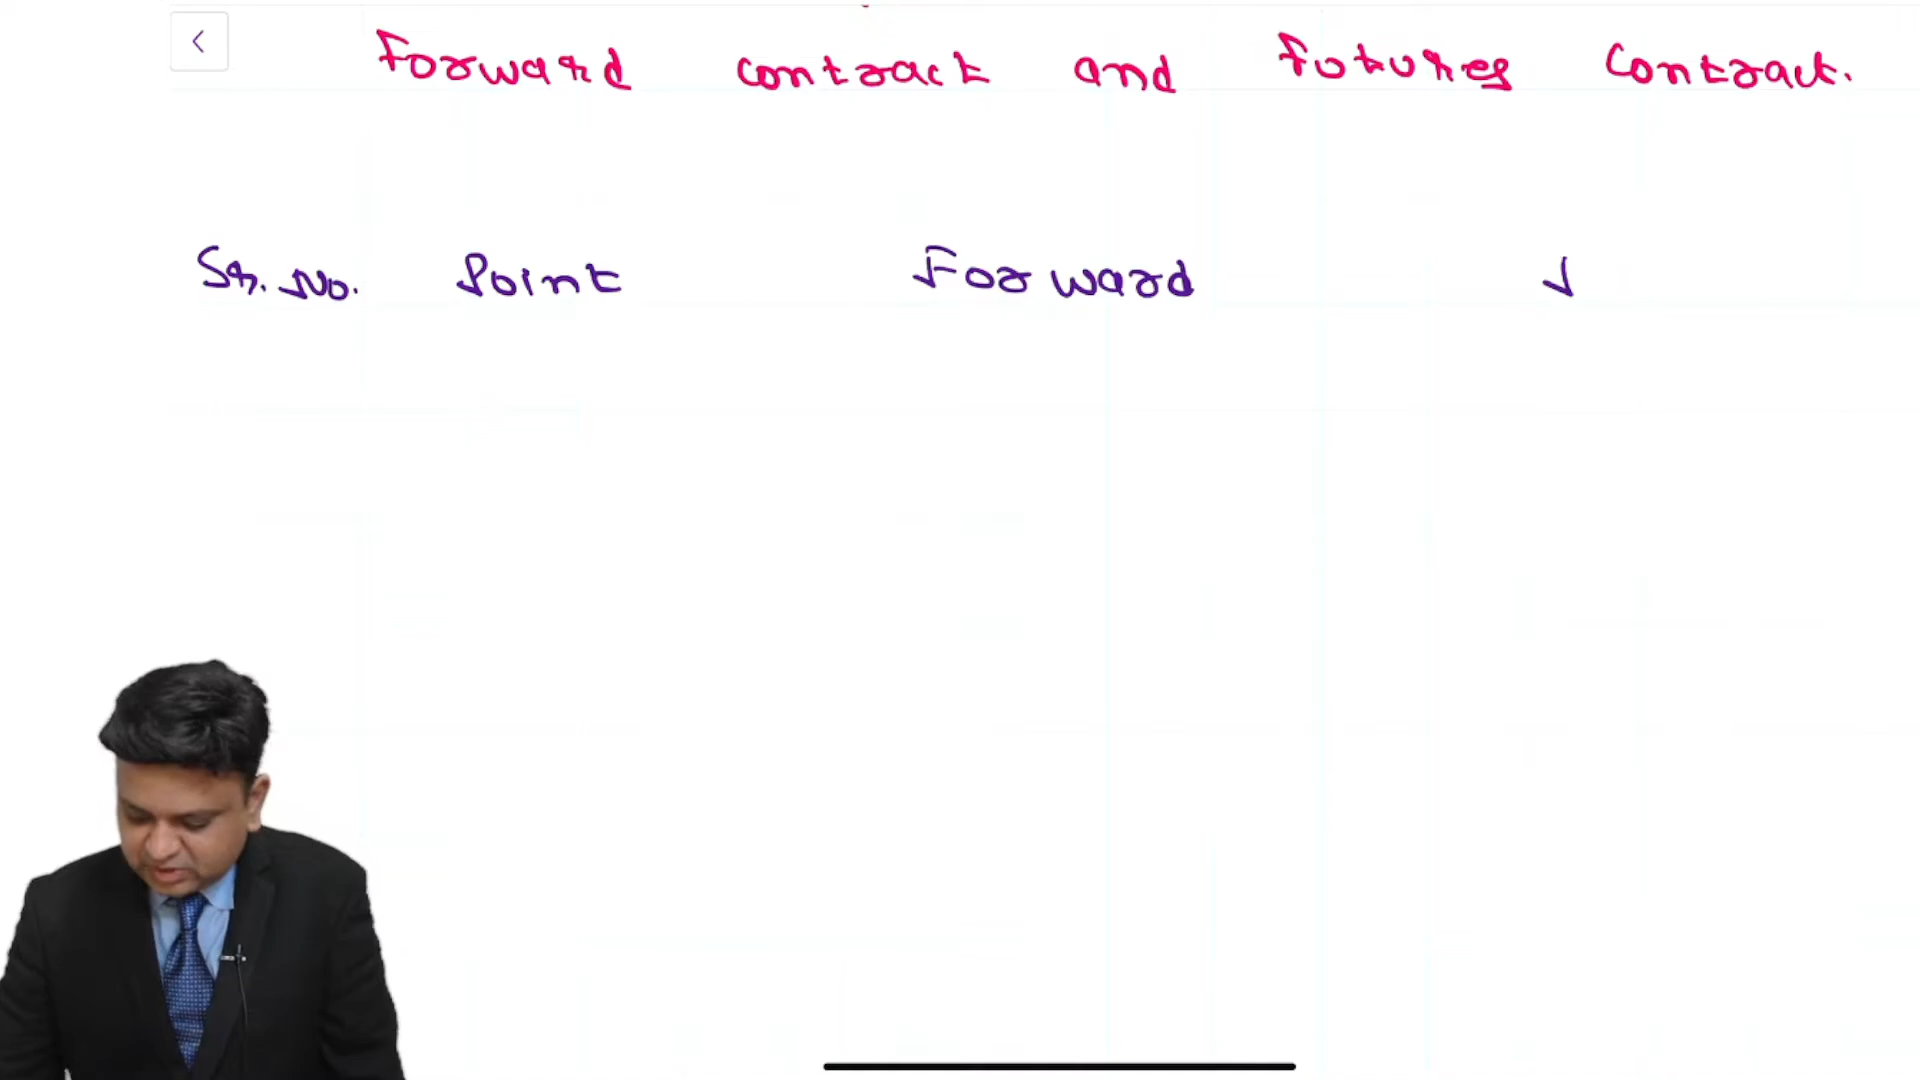 Forward contract and Futures Contract.
Sr. No. Point Forward